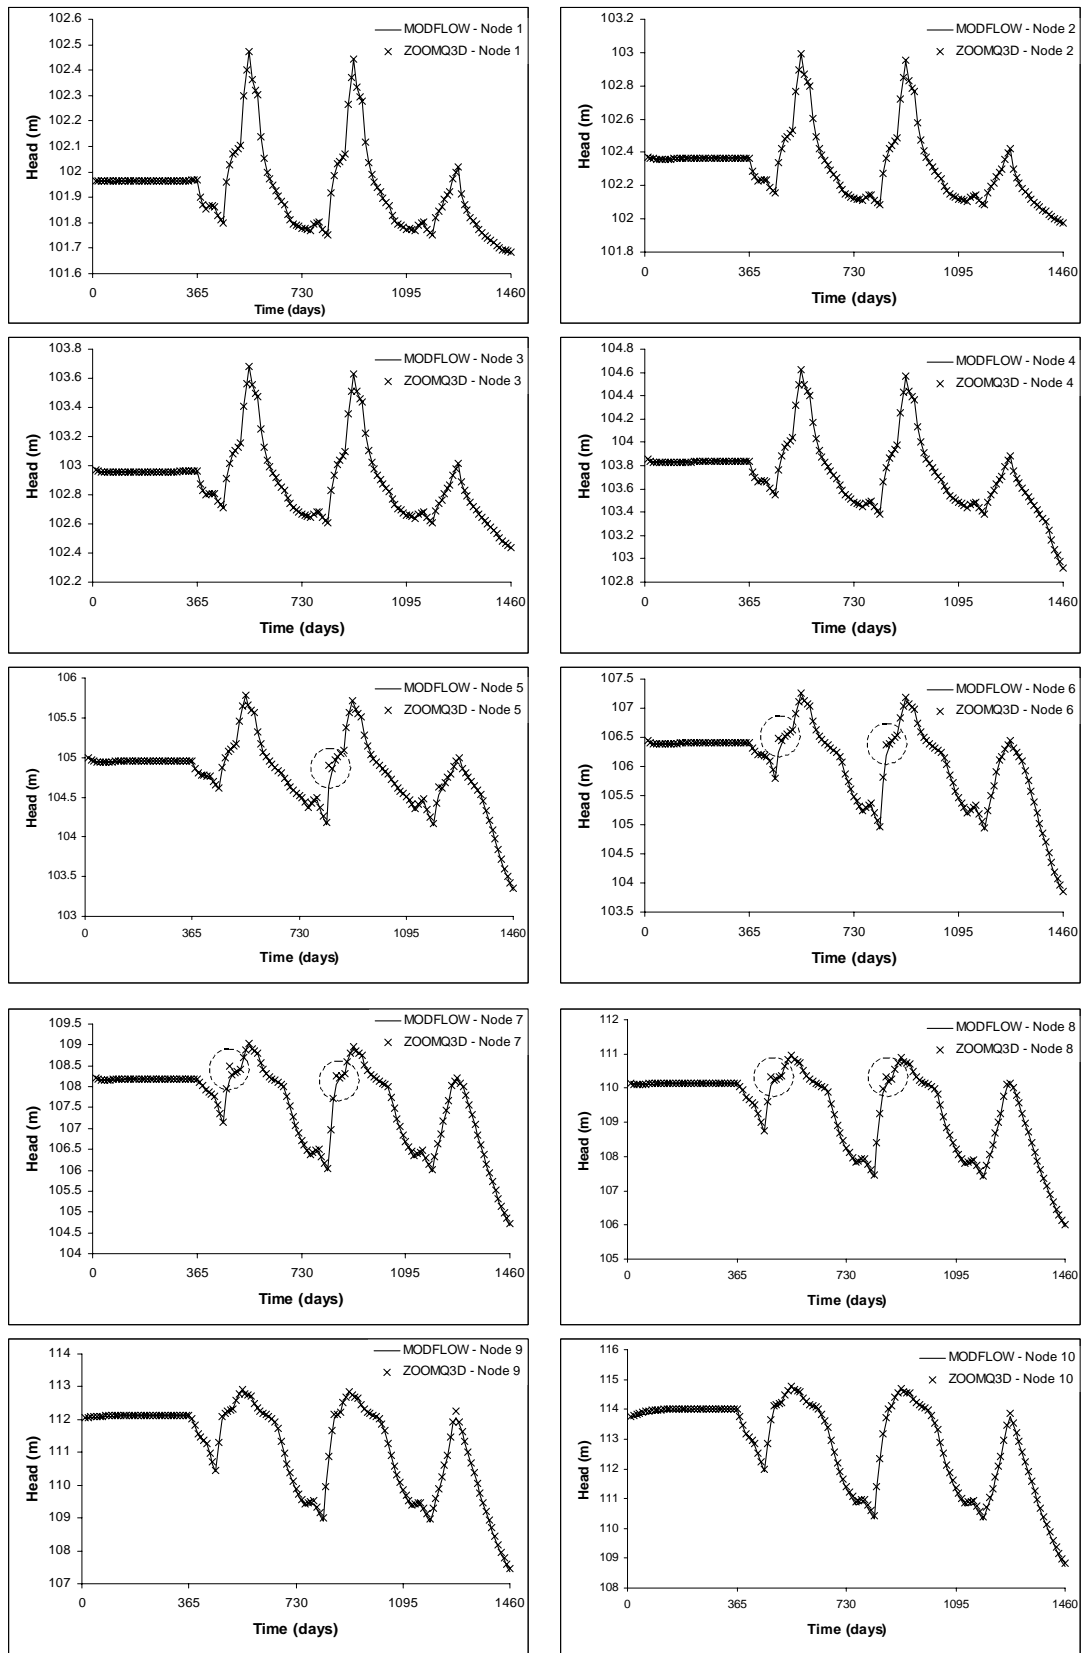 MODFLOW - Node 1
ZOOMQ3D - Node 1
Head (m)
102.6
102.5
102.4
102.3
102.2
102.1
102
101.9
101.8
101.7
101.6
0 365 730 1095 1460
Time (days)
MODFLOW - Node 2
ZOOMQ3D - Node 2
Head (m)
103.2
103
102.8
102.6
102.4
102.2
102
101.8
0 365 730 1095 1460
Time (days)
MODFLOW - Node 3
ZOOMQ3D - Node 3
Head (m)
103.8
103.6
103.4
103.2
103
102.8
102.6
102.4
102.2
0 365 730 1095 1460
Time (days)
MODFLOW - Node 4
ZOOMQ3D - Node 4
Head (m)
104.8
104.6
104.4
104.2
104
103.8
103.6
103.4
103.2
103
102.8
0 365 730 1095 1460
Time (days)
MODFLOW - Node 5
ZOOMQ3D - Node 5
Head (m)
106
105.5
105
104.5
104
103.5
103
0 365 730 1095 1460
Time (days)
MODFLOW - Node 6
ZOOMQ3D - Node 6
Head (m)
107.5
107
106.5
106
105.5
105
104.5
104
103.5
0 365 730 1095 1460
Time (days)
MODFLOW - Node 7
ZOOMQ3D - Node 7
Head (m)
109.5
109
108.5
108
107.5
107
106.5
106
105.5
105
104.5
104
0 365 730 1095 1460
Time (days)
MODFLOW - Node 8
ZOOMQ3D - Node 8
Head (m)
112
111
110
109
108
107
106
105
0 365 730 1095 1460
Time (days)
MODFLOW - Node 9
ZOOMQ3D - Node 9
Head (m)
114
113
112
111
110
109
108
107
0 365 730 1095 1460
Time (days)
MODFLOW - Node 10
ZOOMQ3D - Node 10
Head (m)
116
115
114
113
112
111
110
109
108
0 365 730 1095 1460
Time (days)